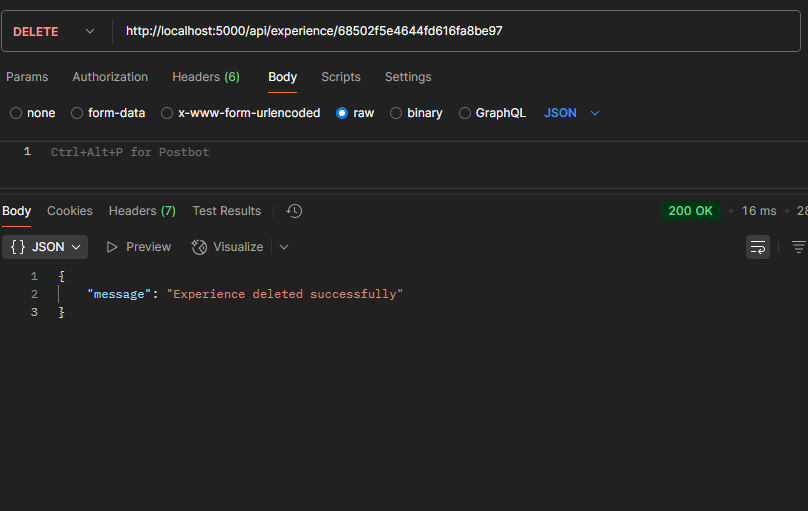 DELETE http://localhost:5000/api/experience/68502f5e4644fd616fa8be97
Params Authorization Headers (6) Body Scripts Settings
none form-data x-www-form-urlencoded raw binary GraphQL JSON
1 Ctrl+Alt+P for Postbot
Body Cookies Headers (7) Test Results 200 OK • 16 ms • 28
{} JSON Preview Visualize
1 {
2 "message": "Experience deleted successfully"
3 }